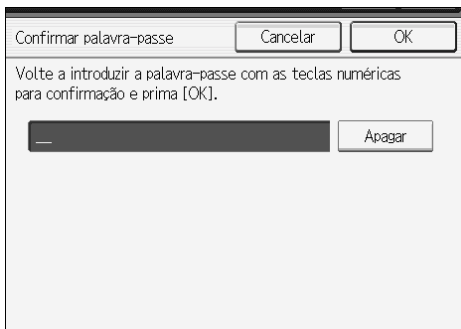 Confirmar palavra-passe Cancelar OK
Volte a introduzir a palavra-passe com as teclas numéricas
para confirmação e prima [OK].
Apagar